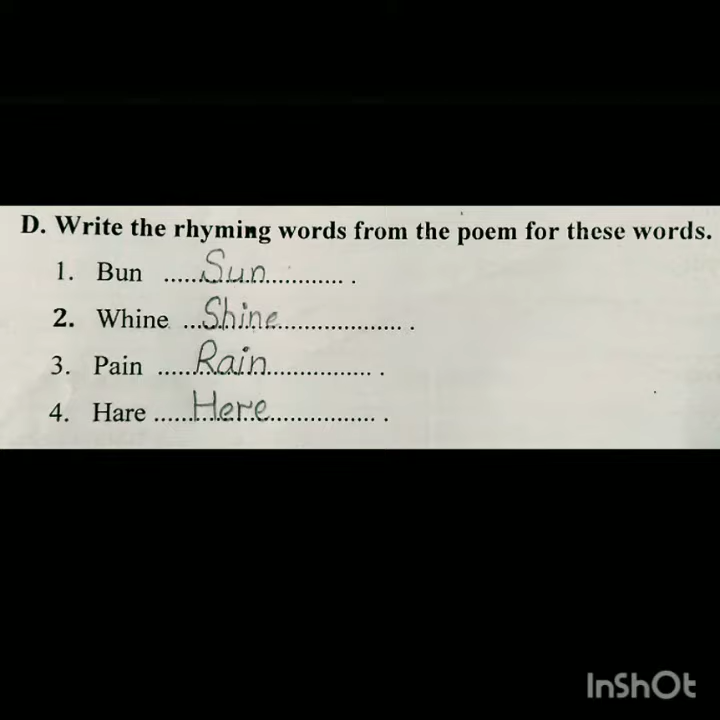 D. Write the rhyming words from the poem for these words.
1. Bun .....Sun............. .
2. Whine ...Shine...................... .
3. Pain .....Rain................... .
4. Hare .....Here..................... .
InShOt